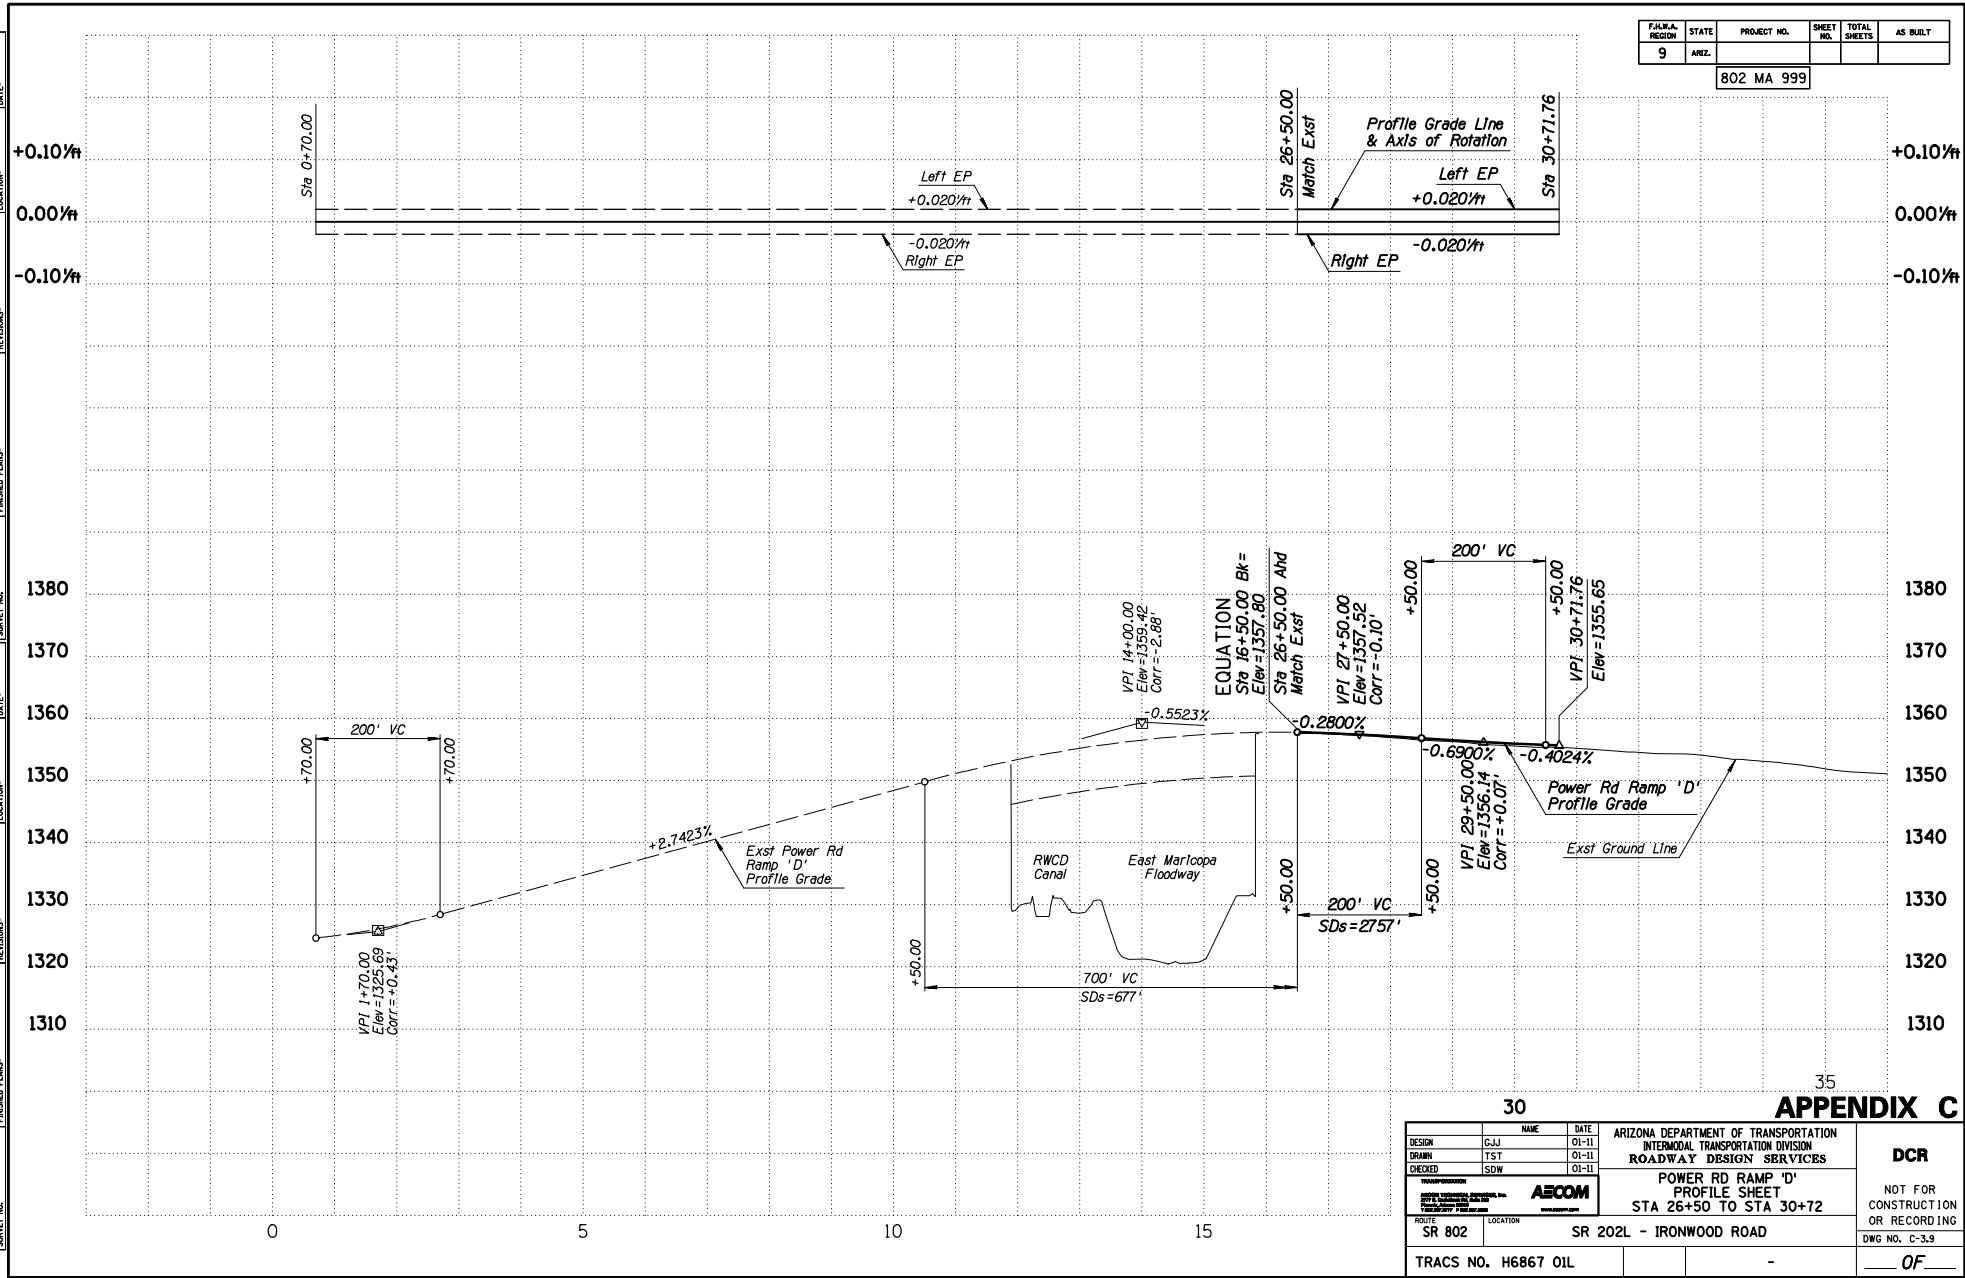 F.H.W.A. REGION
STATE
PROJECT NO.
SHEET NO.
TOTAL SHEETS
AS BUILT
9
ARIZ.
802 MA 999
+0.10'/ft
0.00'/ft
-0.10'/ft
+0.10'/ft
0.00'/ft
-0.10'/ft
Sta 0+70.00
Left EP
+0.020'/ft
-0.020'/ft
Right EP
Sta 26+50.00
Match Exst
Profile Grade Line
& Axis of Rotation
Left EP
+0.020'/ft
-0.020'/ft
Right EP
Sta 30+71.76
1380
1370
1360
1350
1340
1330
1320
1310
1380
1370
1360
1350
1340
1330
1320
1310
200' VC
+70.00
+70.00
VPI 1+70.00
Elev=1325.69
Corr=+0.43'
+2.7423%
Exst Power Rd
Ramp 'D'
Profile Grade
+50.00
700' VC
SDs=677'
RWCD
Canal
East Maricopa
Floodway
VPI 14+00.00
Elev=1359.42
Corr=-2.88'
-0.5523%
EQUATION
Sta 16+50.00 Bk=
Elev=1357.80
Sta 26+50.00 Ahd
Match Exst
-0.2800%
VPI 27+50.00
Elev=1357.52
Corr=-0.10'
+50.00
200' VC
SDs=2757'
+50.00
+50.00
200' VC
+50.00
-0.6900%
VPI 29+50.00
Elev=1356.14
Corr=+0.07'
-0.4024%
VPI 30+71.76
Elev=1355.65
Power Rd Ramp 'D'
Profile Grade
Exst Ground Line
0
5
10
15
30
35
APPENDIX C
NAME
DATE
DESIGN GJJ 01-11
DRAWN TST 01-11
CHECKED SDW 01-11
TRANSPORTATION
AECOM
ARIZONA DEPARTMENT OF TRANSPORTATION
INTERMODAL TRANSPORTATION DIVISION
ROADWAY DESIGN SERVICES
POWER RD RAMP 'D'
PROFILE SHEET
STA 26+50 TO STA 30+72
DCR
NOT FOR
CONSTRUCTION
OR RECORDING
DWG NO. C-3.9
OF
ROUTE
SR 802
LOCATION
SR 202L - IRONWOOD ROAD
TRACS NO. H6867 01L
-